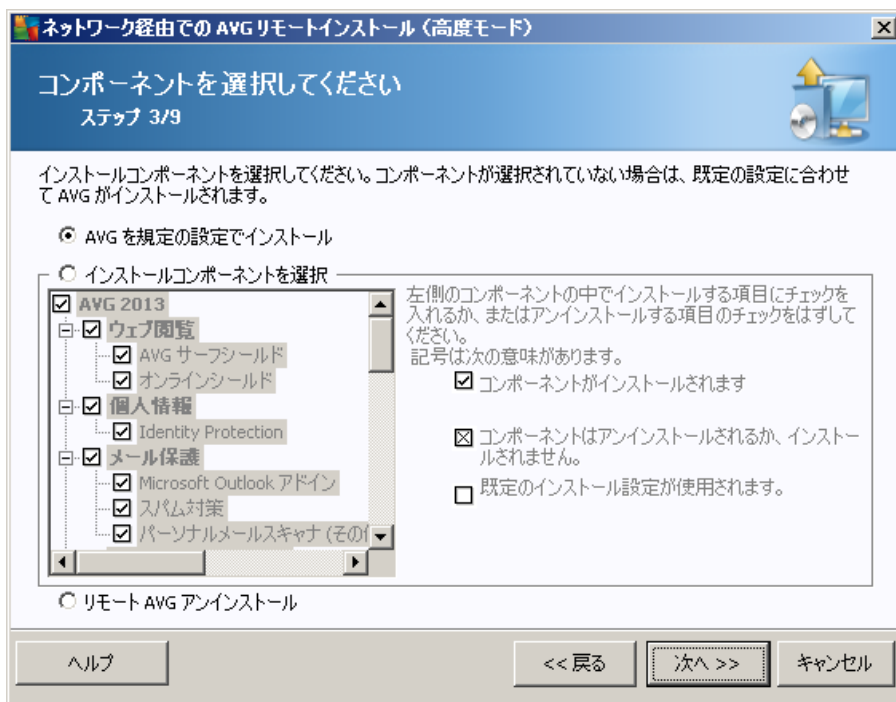 ネットワーク経由での AVG リモートインストール（高度モード）
コンポーネントを選択してください
ステップ 3/9
インストールコンポーネントを選択してください。コンポーネントが選択されていない場合は、既定の設定に合わせ
て AVG がインストールされます。
AVG を規定の設定でインストール
インストールコンポーネントを選択
AVG 2013
ウェブ閲覧
AVG サーフシールド
オンラインシールド
個人情報
Identity Protection
メール保護
Microsoft Outlook アドイン
スパム対策
パーソナルメールスキャナ (その
左側のコンポーネントの中でインストールする項目にチェックを
入れるか、またはアンインストールする項目のチェックをはずして
ください。
記号は次の意味があります。
コンポーネントがインストールされます
コンポーネントはアンインストールされるか、インストー
ルされません。
既定のインストール設定が使用されます。
リモート AVG アンインストール
ヘルプ
<< 戻る
次へ >>
キャンセル